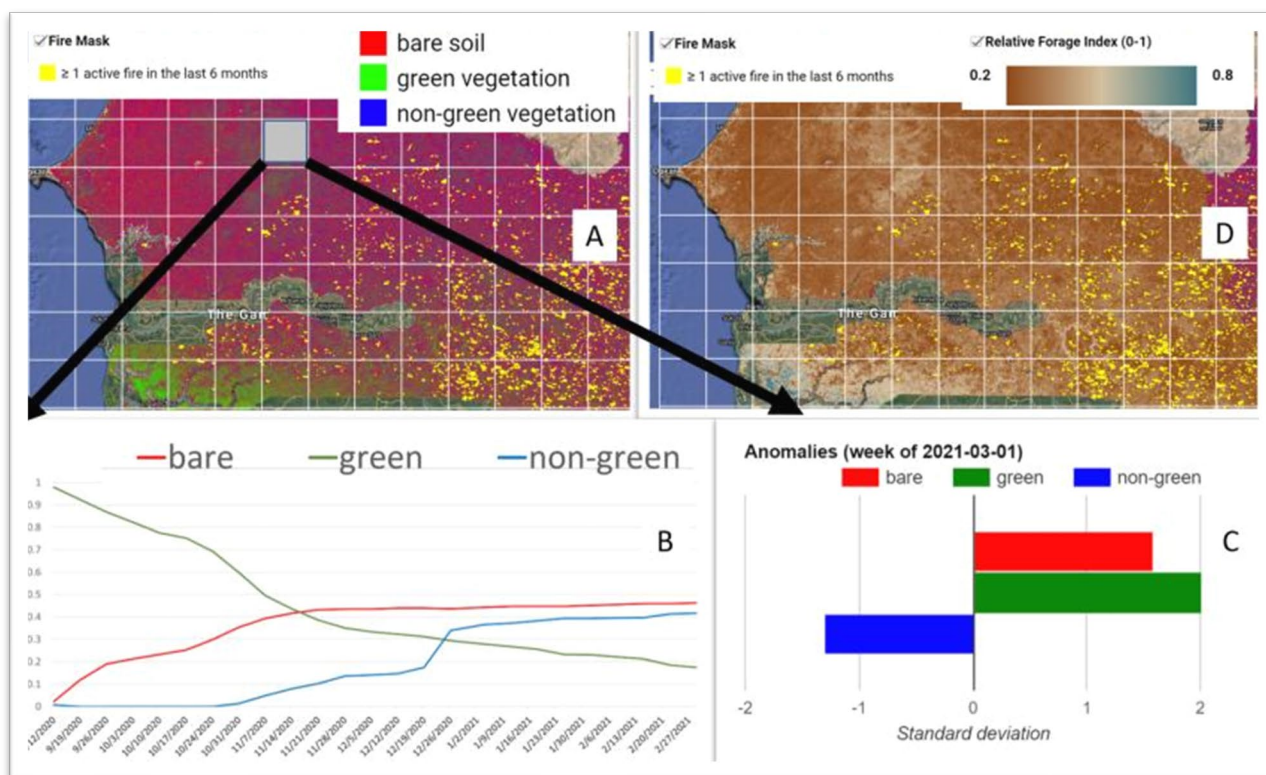 Fire Mask
≥ 1 active fire in the last 6 months
bare soil
green vegetation
non-green vegetation
A
The Gam
Fire Mask
≥ 1 active fire in the last 6 months
Relative Forage Index (0-1)
0.2
0.8
D
The Gam
bare green non-green
1
0.9
0.8
0.7
0.6
0.5
0.4
0.3
0.2
0.1
0
B
12/2020
9/19/2020
9/26/2020
10/3/2020
10/10/2020
10/17/2020
10/24/2020
10/31/2020
11/7/2020
11/14/2020
11/21/2020
11/28/2020
12/5/2020
12/12/2020
12/19/2020
12/26/2020
1/2/2021
1/9/2021
1/16/2021
1/23/2021
1/30/2021
2/6/2021
2/13/2021
2/20/2021
2/27/2021
Anomalies (week of 2021-03-01)
bare green non-green
C
-2 -1 0 1 2
Standard deviation